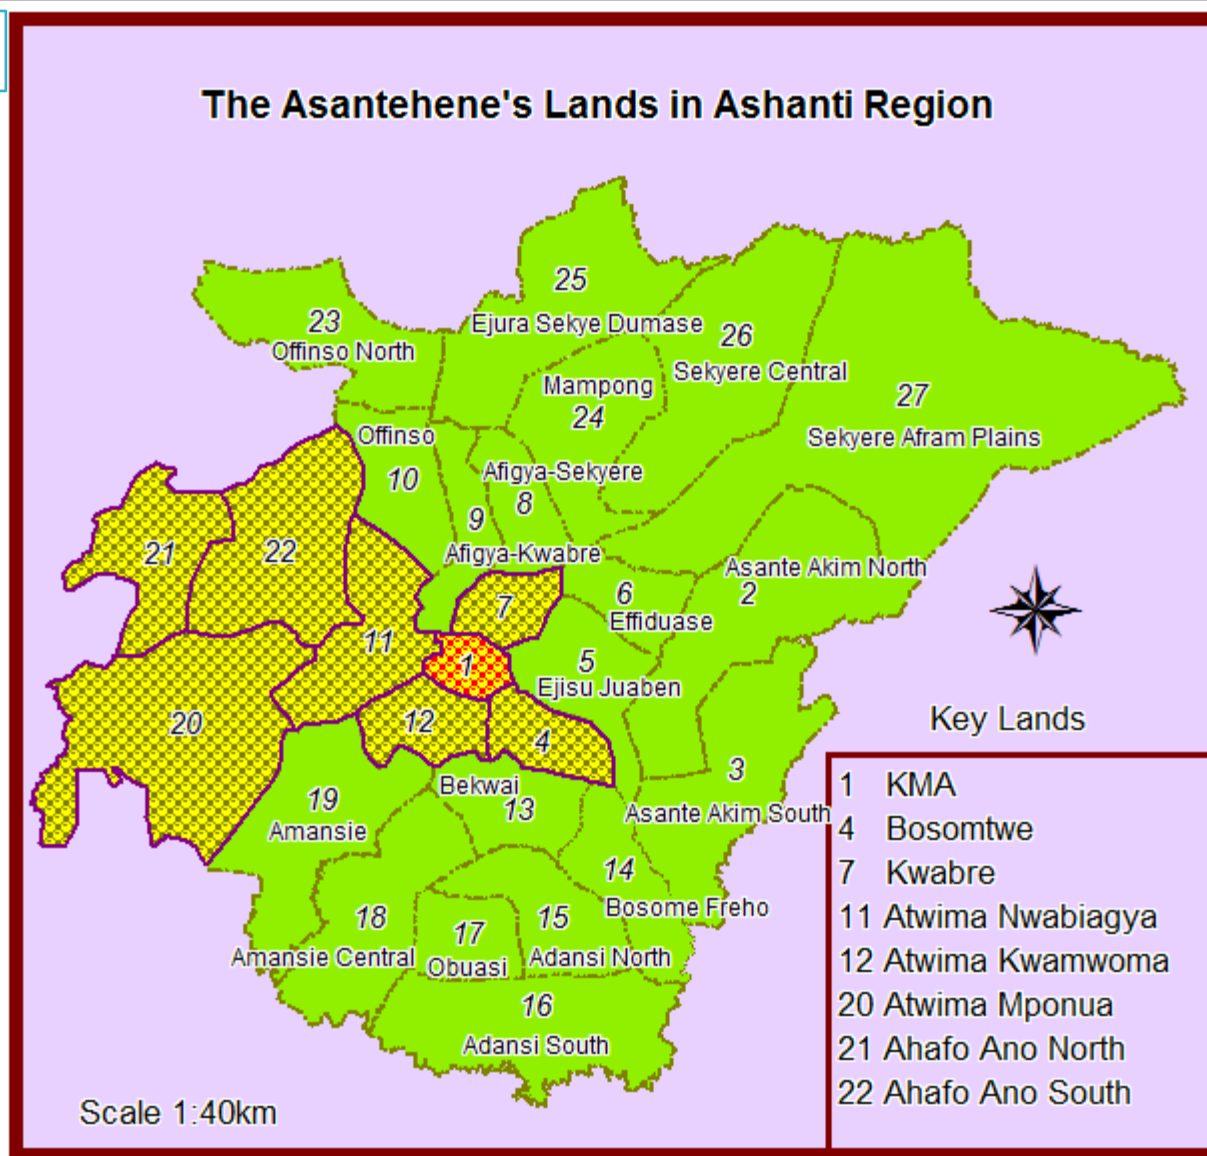 The Asantehene's Lands in Ashanti Region
25
Ejura Sekye Dumase
23
Offinso North
26
Sekyere Central
Mampong
24
27
Sekyere Afram Plains
Offinso
10
Afigya-Sekyere
8
9
Afigya-Kwabre
21
22
Asante Akim North
2
7
6
Effiduase
11
1
5
Ejisu Juaben
20
12
4
3
Asante Akim South
19
Amansie
Bekwai
13
14
Bosome Freho
18
Amansie Central
17
Obuasi
15
Adansi North
16
Adansi South
Scale 1:40km
Key Lands
1 KMA
4 Bosomtwe
7 Kwabre
11 Atwima Nwabiagya
12 Atwima Kwamwoma
20 Atwima Mponua
21 Ahafo Ano North
22 Ahafo Ano South